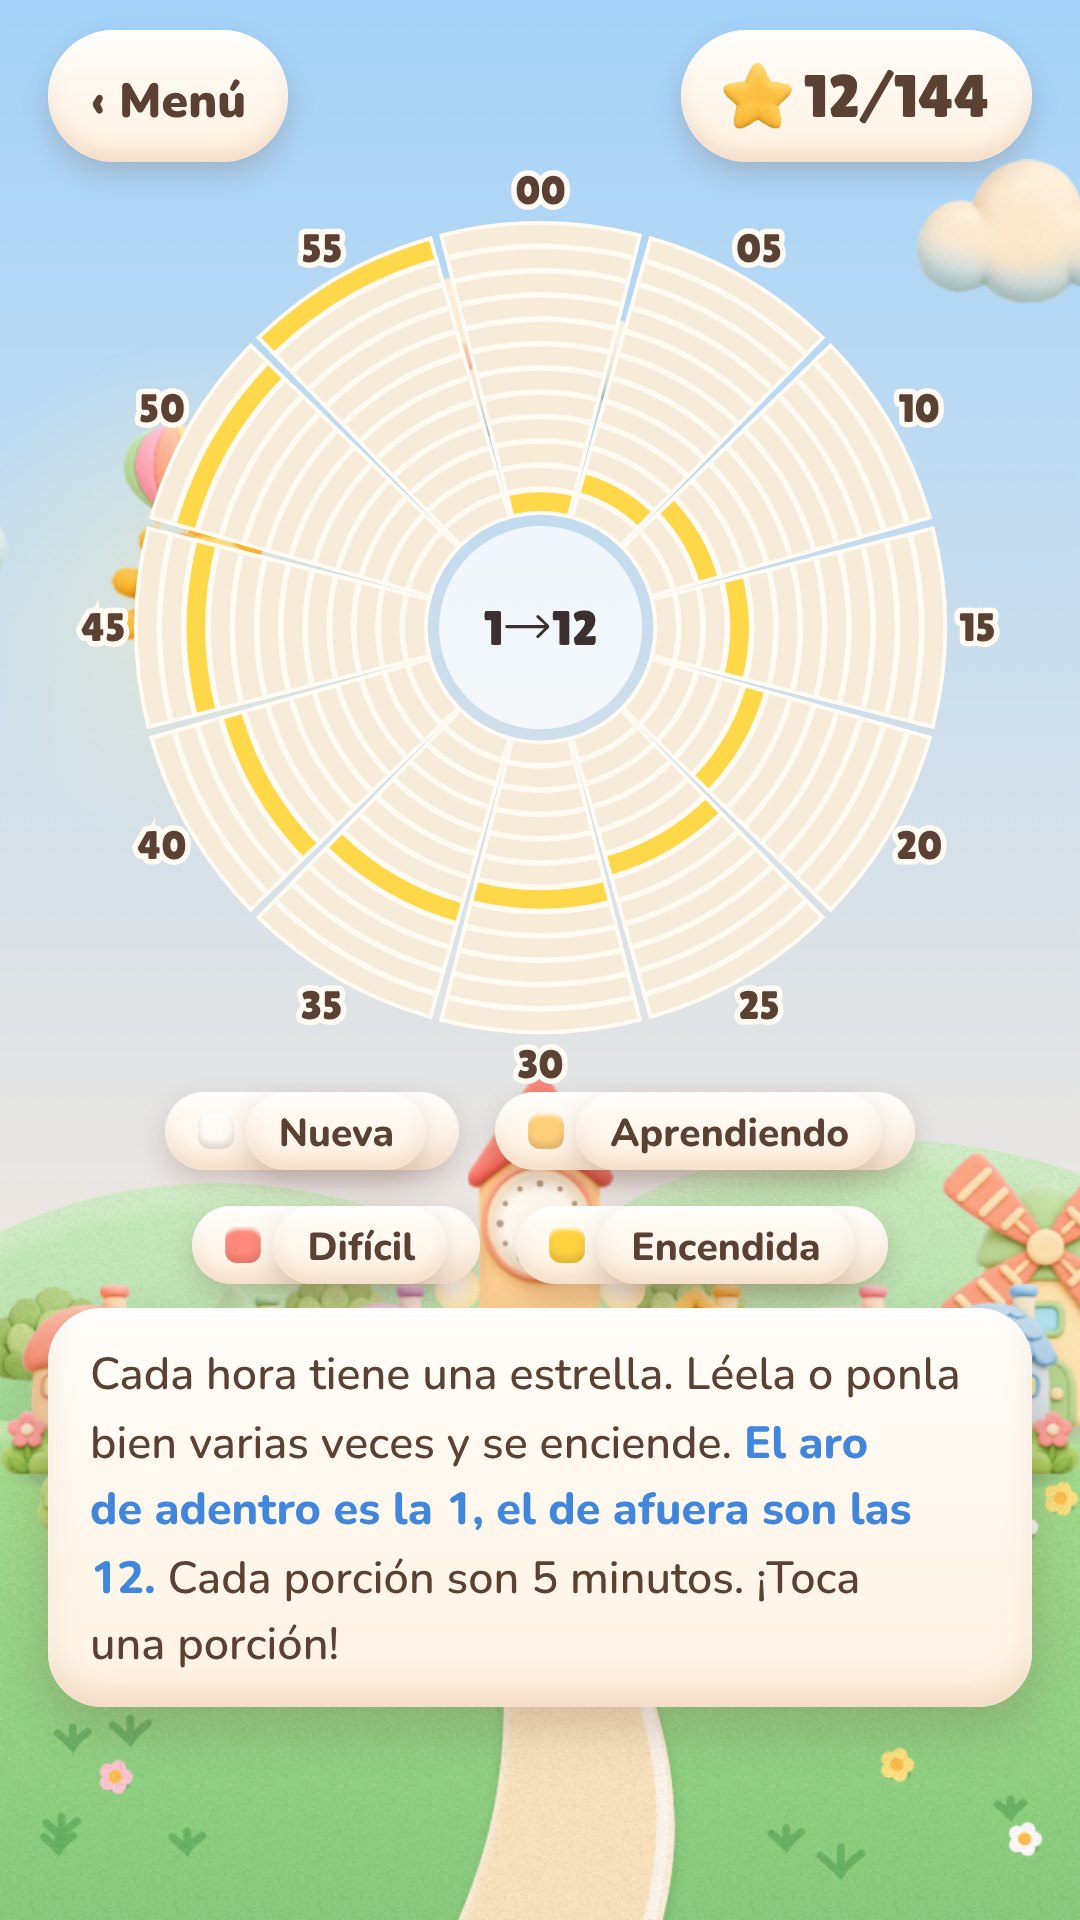 ‹ Menú
12/144
00
55
05
50
10
45
1→12
15
40
20
35
25
30
Nueva
Aprendiendo
Difícil
Encendida
Cada hora tiene una estrella. Léela o ponla
bien varias veces y se enciende. El aro
de adentro es la 1, el de afuera son las
12. Cada porción son 5 minutos. ¡Toca
una porción!